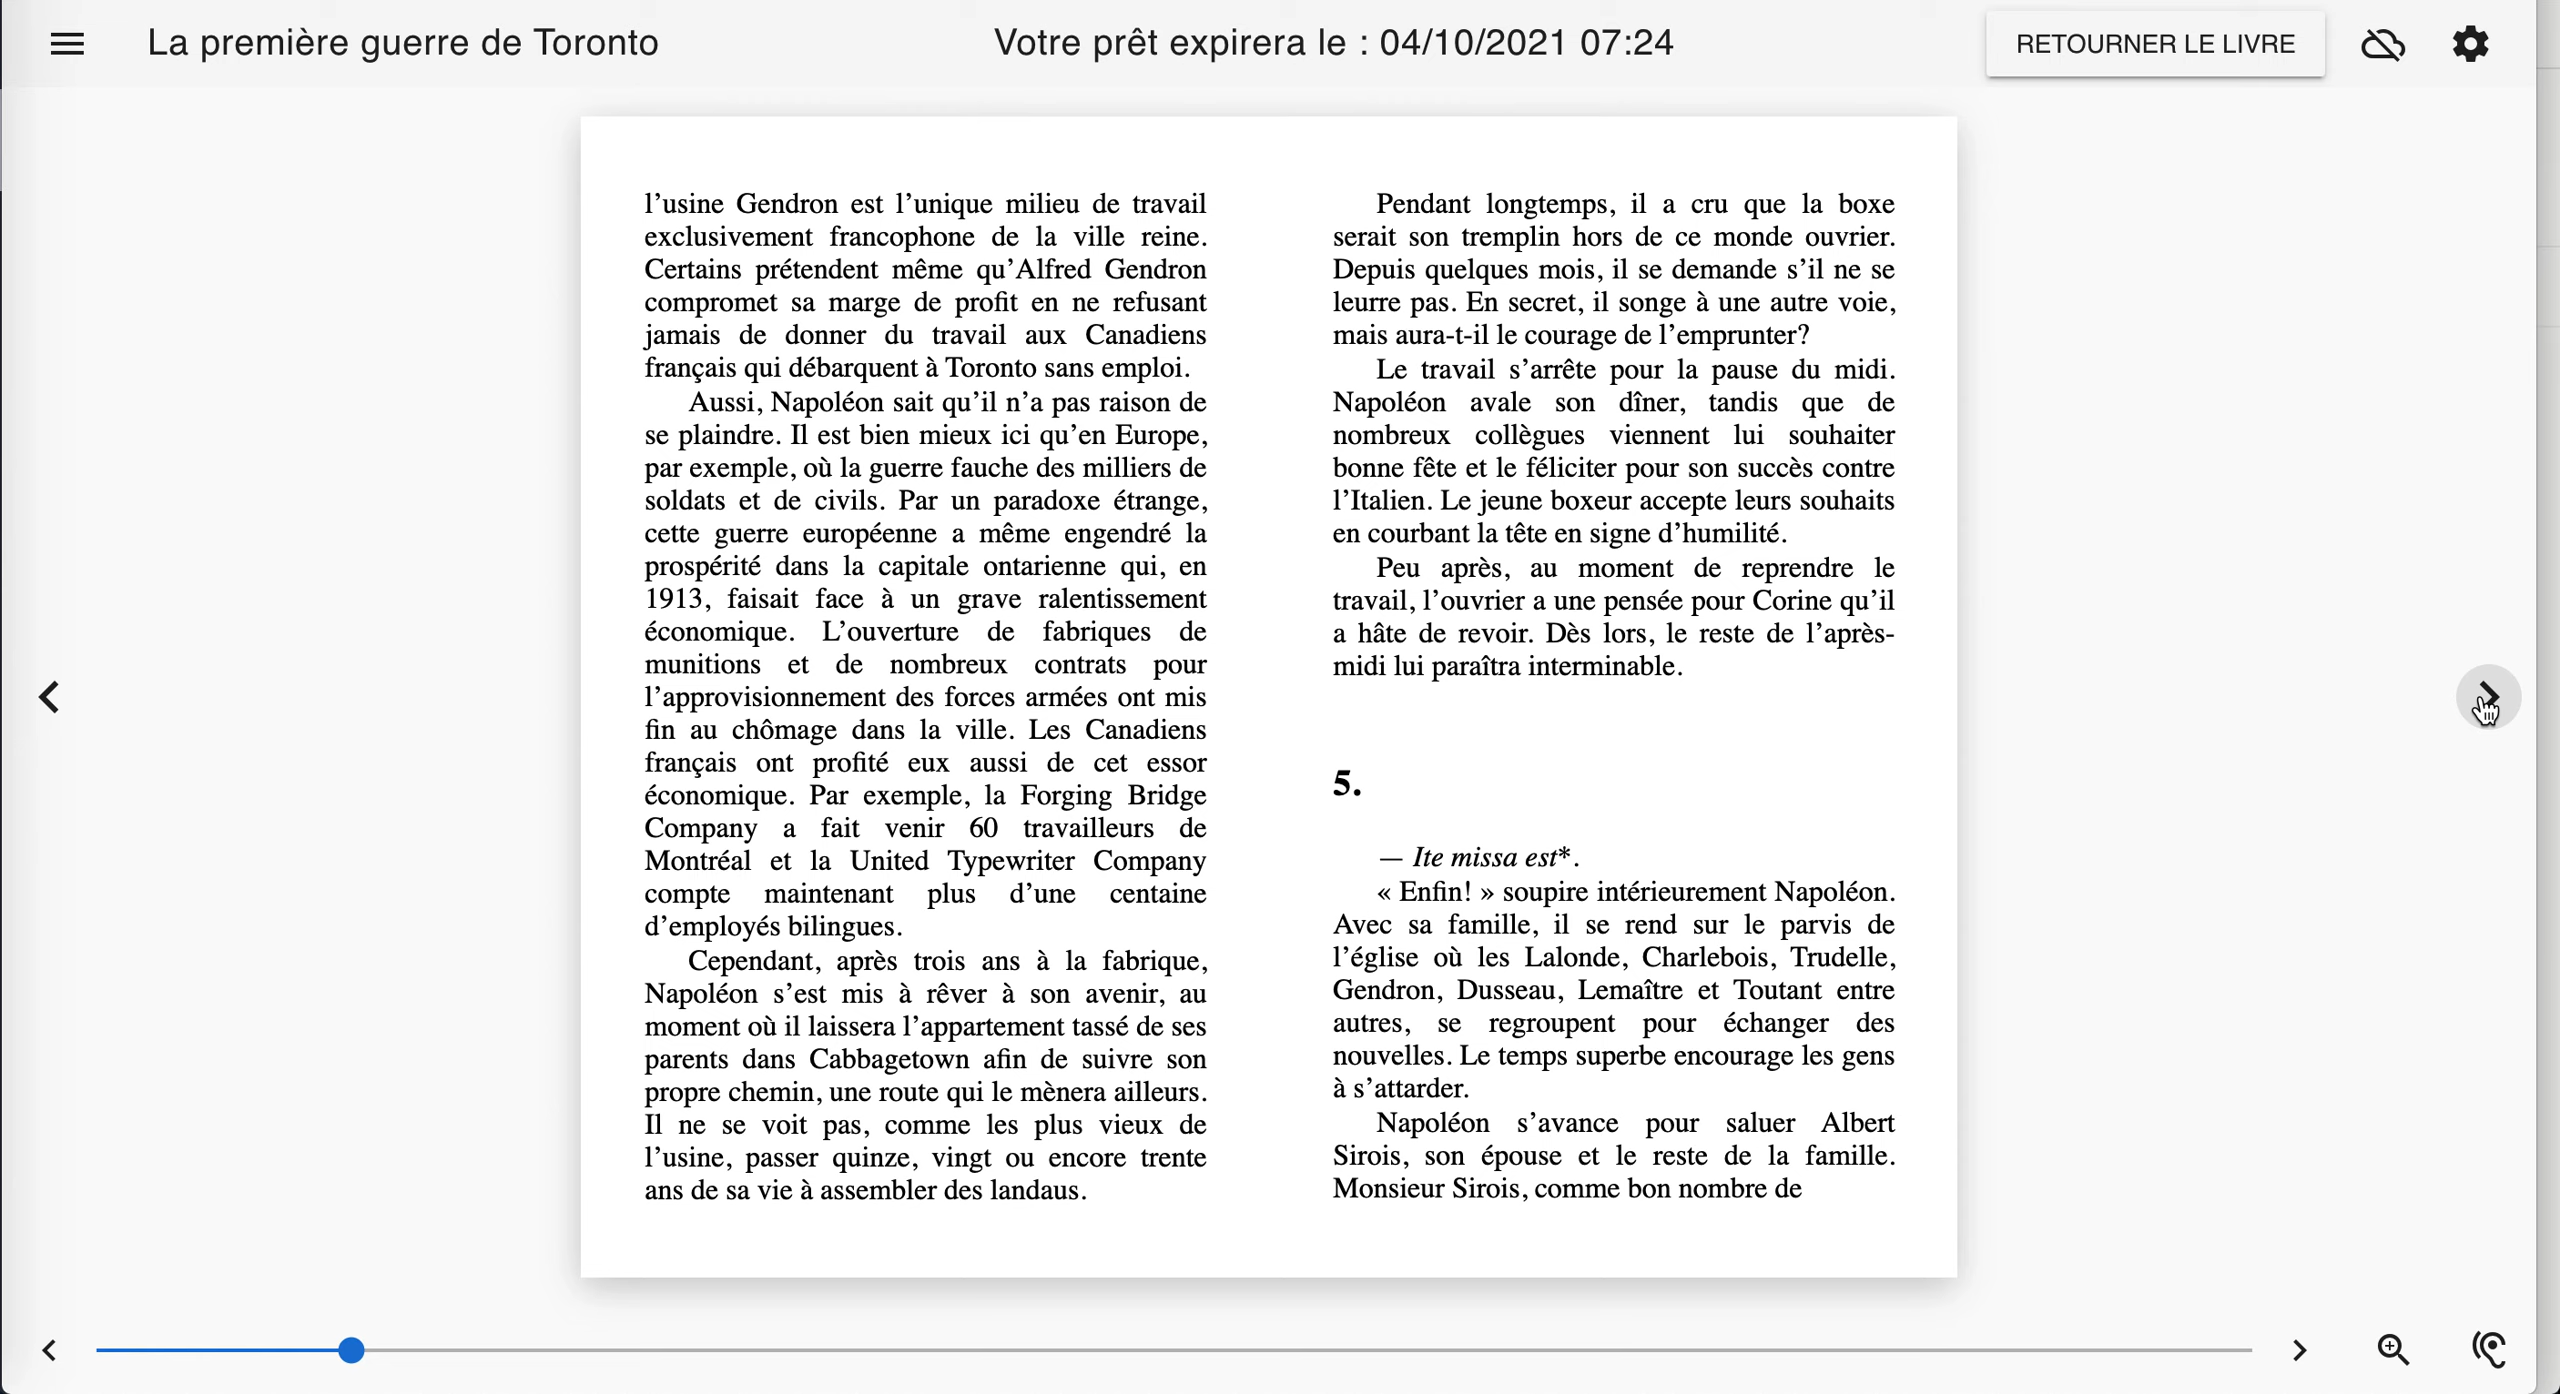 La première guerre de Toronto
Votre prêt expirera le : 04/10/2021 07:24
RETOURNER LE LIVRE
l’usine Gendron est l’unique milieu de travail
exclusivement francophone de la ville reine.
Certains prétendent même qu’Alfred Gendron
compromet sa marge de profit en ne refusant
jamais de donner du travail aux Canadiens
français qui débarquent à Toronto sans emploi.
Aussi, Napoléon sait qu’il n’a pas raison de
se plaindre. Il est bien mieux ici qu’en Europe,
par exemple, où la guerre fauche des milliers de
soldats et de civils. Par un paradoxe étrange,
cette guerre européenne a même engendré la
prospérité dans la capitale ontarienne qui, en
1913, faisait face à un grave ralentissement
économique. L’ouverture de fabriques de
munitions et de nombreux contrats pour
l’approvisionnement des forces armées ont mis
fin au chômage dans la ville. Les Canadiens
français ont profité eux aussi de cet essor
économique. Par exemple, la Forging Bridge
Company a fait venir 60 travailleurs de
Montréal et la United Typewriter Company
compte maintenant plus d’une centaine
d’employés bilingues.
Cependant, après trois ans à la fabrique,
Napoléon s’est mis à rêver à son avenir, au
moment où il laissera l’appartement tassé de ses
parents dans Cabbagetown afin de suivre son
propre chemin, une route qui le mènera ailleurs.
Il ne se voit pas, comme les plus vieux de
l’usine, passer quinze, vingt ou encore trente
ans de sa vie à assembler des landaus.
Pendant longtemps, il a cru que la boxe
serait son tremplin hors de ce monde ouvrier.
Depuis quelques mois, il se demande s’il ne se
leurre pas. En secret, il songe à une autre voie,
mais aura-t-il le courage de l’emprunter?
Le travail s’arrête pour la pause du midi.
Napoléon avale son dîner, tandis que de
nombreux collègues viennent lui souhaiter
bonne fête et le féliciter pour son succès contre
l’Italien. Le jeune boxeur accepte leurs souhaits
en courbant la tête en signe d’humilité.
Peu après, au moment de reprendre le
travail, l’ouvrier a une pensée pour Corine qu’il
a hâte de revoir. Dès lors, le reste de l’après-
midi lui paraîtra interminable.
5.
— Ite missa est*.
« Enfin! » soupire intérieurement Napoléon.
Avec sa famille, il se rend sur le parvis de
l’église où les Lalonde, Charlebois, Trudelle,
Gendron, Dusseau, Lemaître et Toutant entre
autres, se regroupent pour échanger des
nouvelles. Le temps superbe encourage les gens
à s’attarder.
Napoléon s’avance pour saluer Albert
Sirois, son épouse et le reste de la famille.
Monsieur Sirois, comme bon nombre de